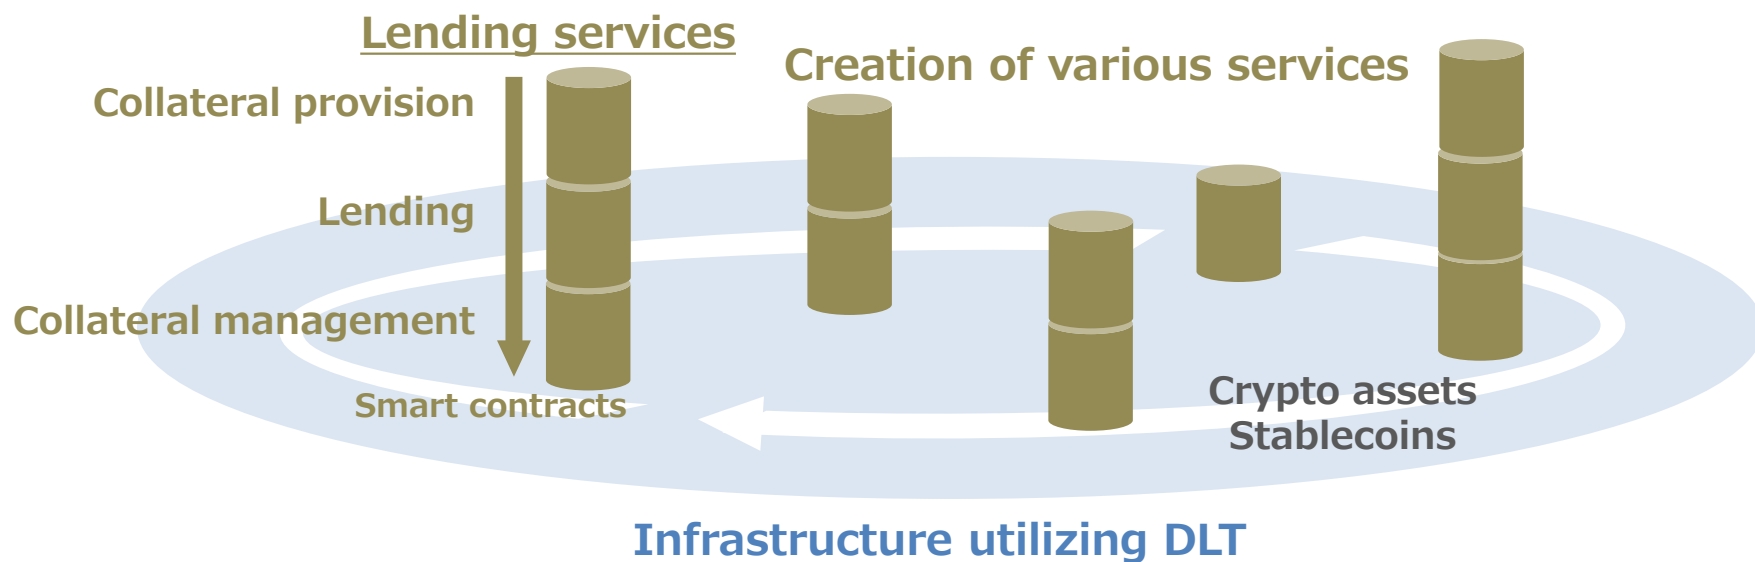 Lending services
Creation of various services
Collateral provision
Lending
Collateral management
Smart contracts
Crypto assets
Stablecoins
Infrastructure utilizing DLT